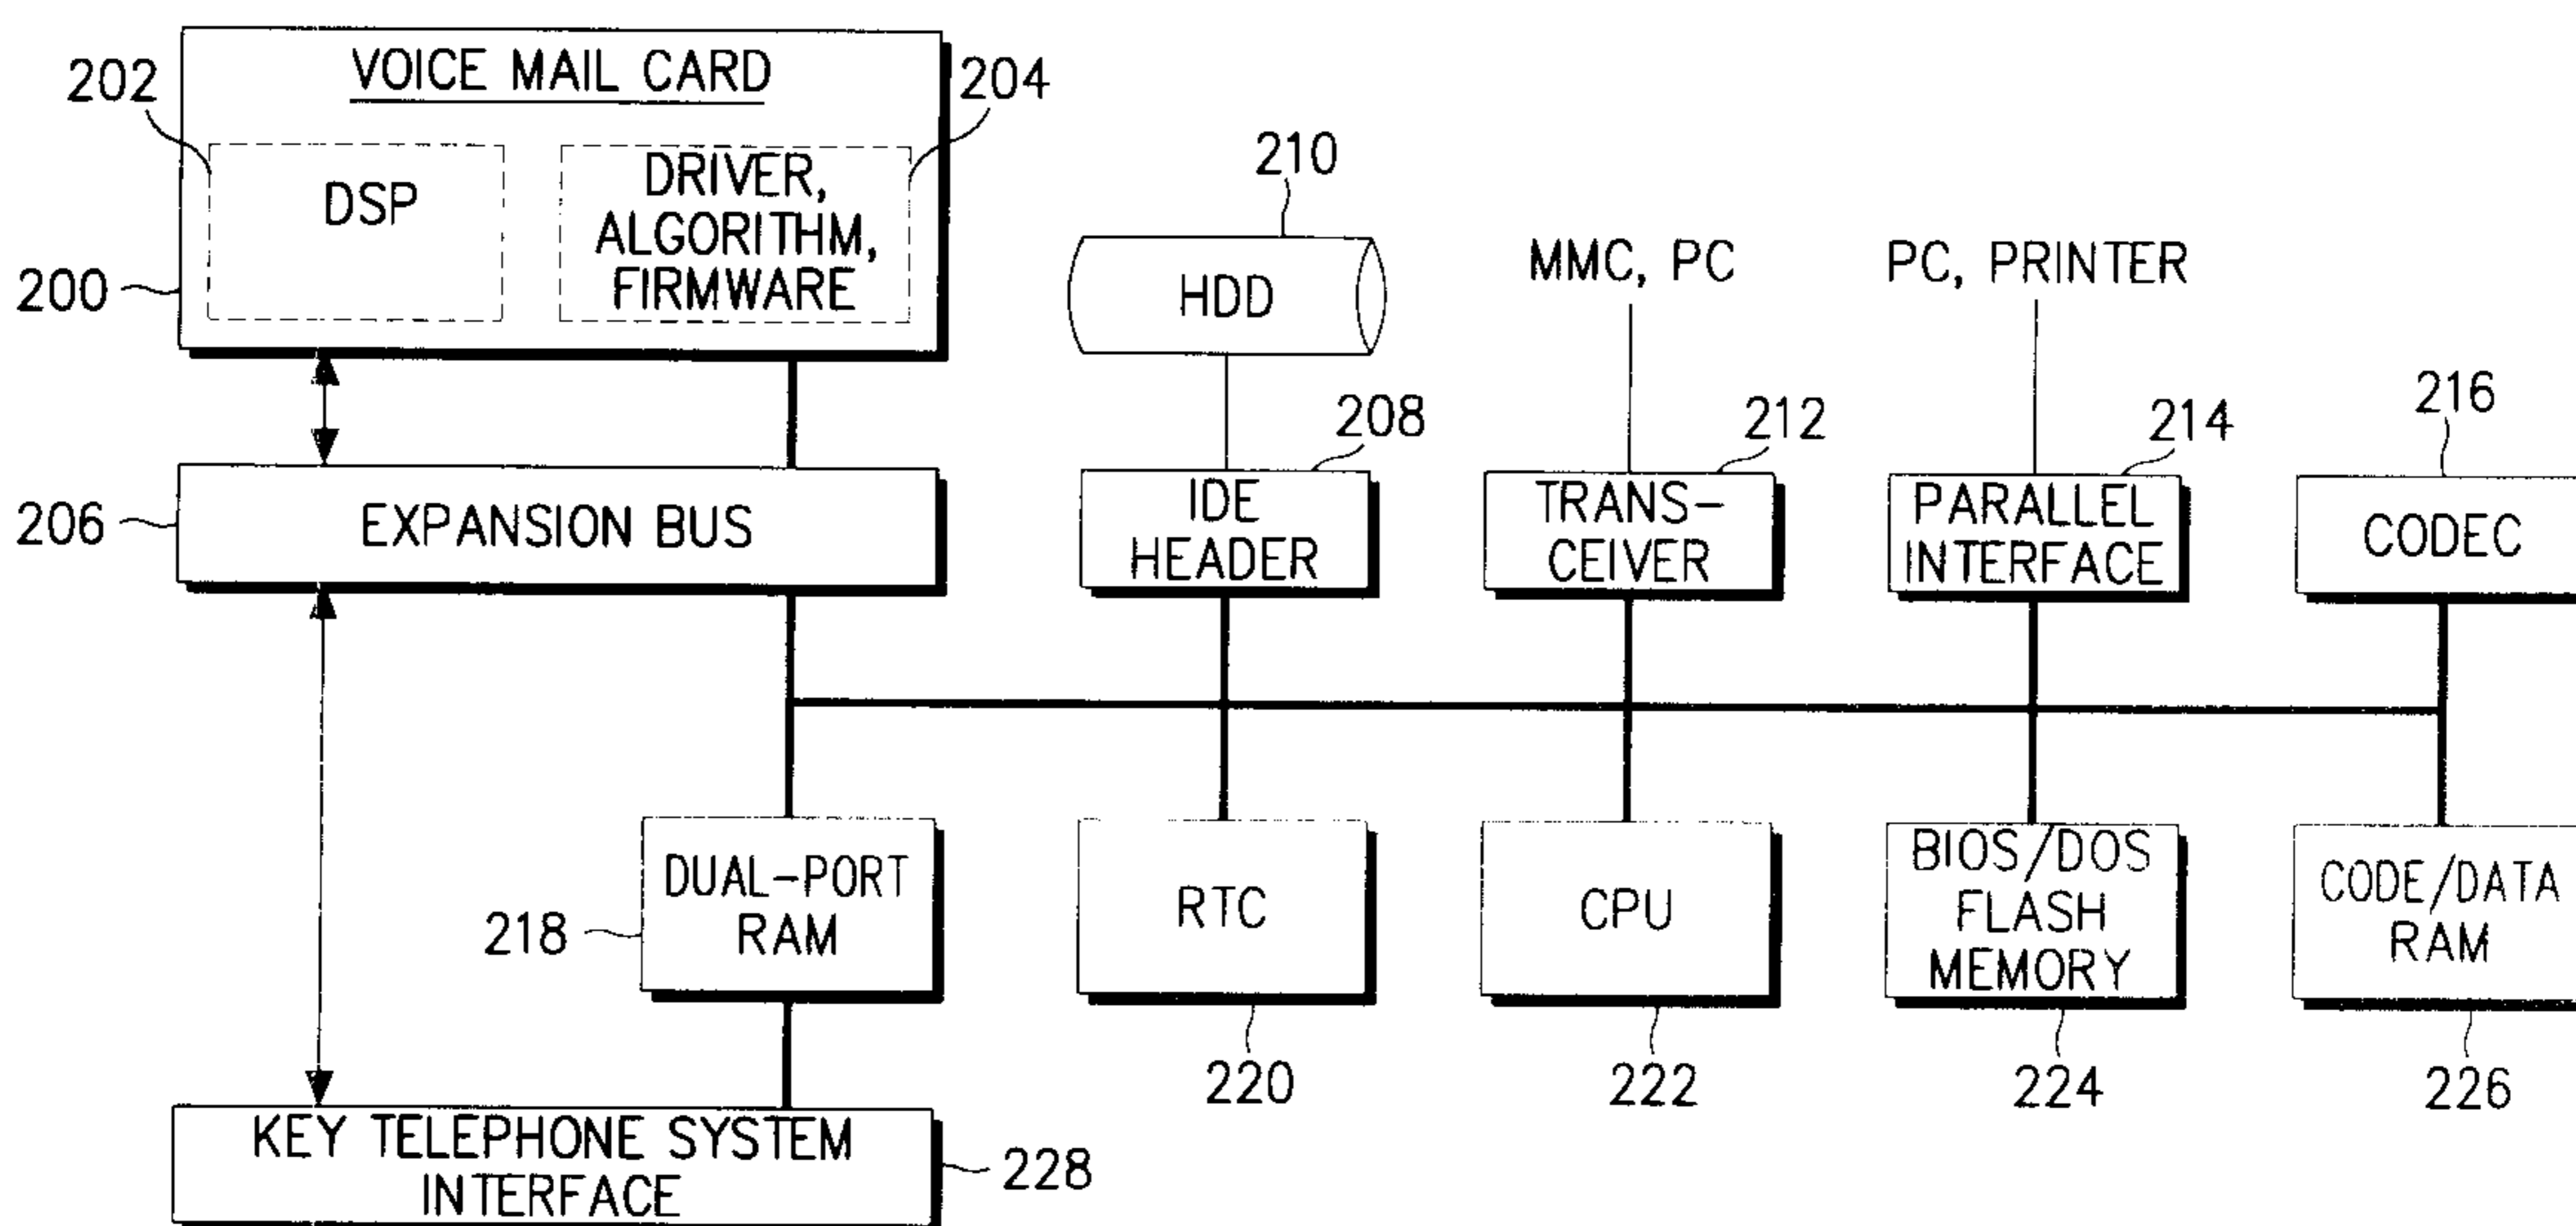 VOICE MAIL CARD
202
204
DSP
DRIVER,
ALGORITHM,
FIRMWARE
200
210
HDD
MMC, PC
PC, PRINTER
206
EXPANSION BUS
208
IDE
HEADER
212
TRANS-
CEIVER
214
PARALLEL
INTERFACE
216
CODEC
218
DUAL-PORT
RAM
RTC
220
CPU
222
BIOS/DOS
FLASH
MEMORY
224
CODE/DATA
RAM
226
KEY TELEPHONE SYSTEM
INTERFACE
228